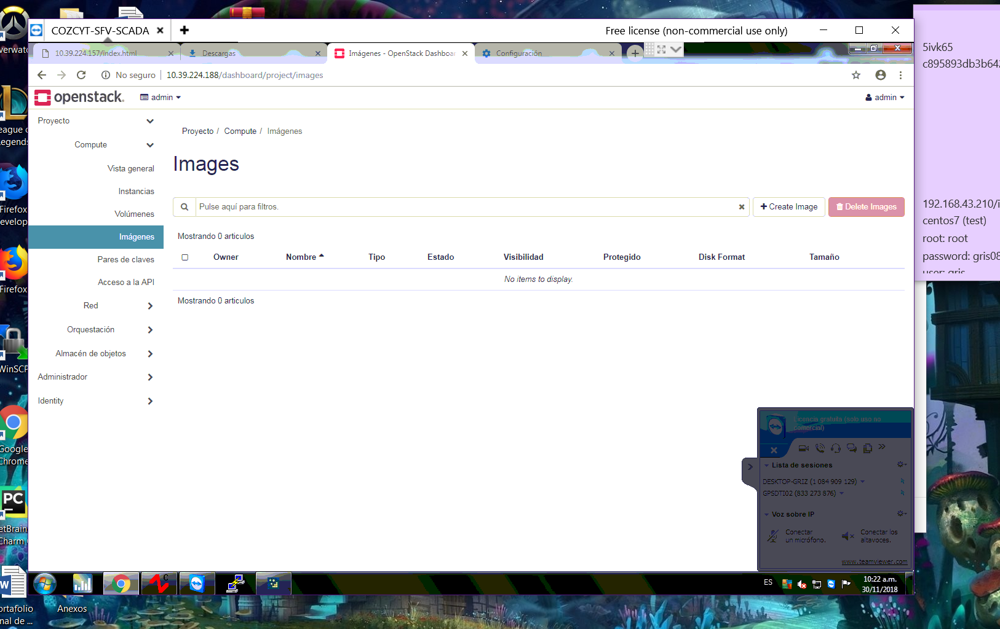 COZCYT-SFV-SCADA
Free license (non-commercial use only)
10.39.224.157/index.html
Descargas
Imágenes - OpenStack Dashboar
Configuración
No seguro
10.39.224.188/dashboard/project/images
openstack.
admin
admin
Proyecto
Compute
Vista general
Instancias
Volúmenes
Imágenes
Pares de claves
Acceso a la API
Red
Orquestación
Almacén de objetos
Administrador
Identity
Proyecto / Compute / Imágenes
Images
Pulse aquí para filtros.
Create Image
Delete Images
Mostrando 0 articulos
Owner Nombre Tipo Estado Visibilidad Protegido Disk Format Tamaño
No items to display.
Mostrando 0 articulos
Licencia gratuita (solo uso no
comercial)
Lista de sesiones
DESKTOP-GRIZ (1 084 909 129)
GPSDTI02 (833 273 876)
Voz sobre IP
Conectar
un micrófono.
Conectar los
altavoces.
www.teamviewer.com
ES
10:22 a.m.
30/11/2018
5ivk65
c895893db3b642
192.168.43.210/i
centos7 (test)
root: root
password: gris08
user: gris
verwatc
eague o
egends
Firefox
evelop
Firefox
WinSCP
Google
Chrome
PC
etBrain
Charm
W
ortafolio
nal de ...
Anexos